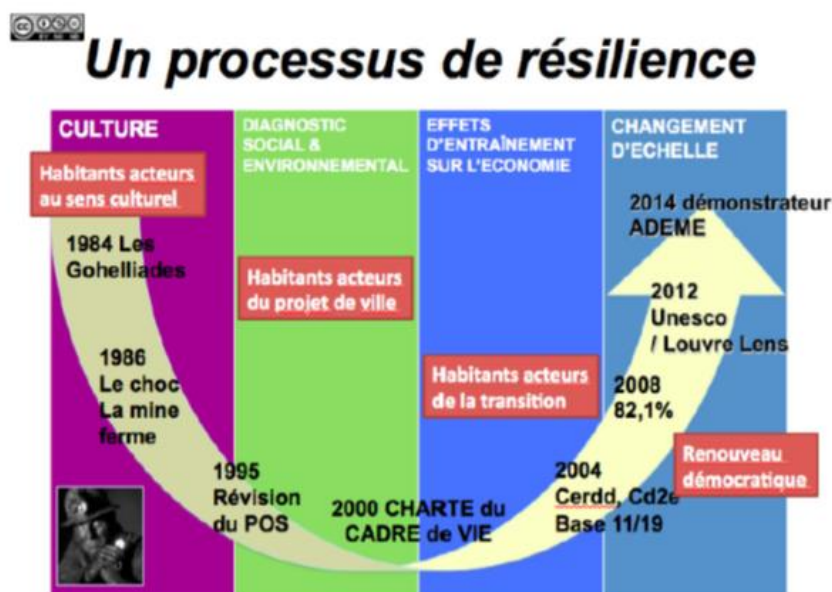 Un processus de résilience
CULTURE
DIAGNOSTIC
SOCIAL &
ENVIRONNEMENTAL
EFFETS
D'ENTRAÎNEMENT
SUR L'ECONOMIE
CHANGEMENT
D'ECHELLE
Habitants acteurs
au sens culturel
1984 Les
Gohelliades
1986
Le choc
La mine
ferme
Habitants acteurs
du projet de ville
1995
Révision
du POS
2000 CHARTE du
CADRE de VIE
Habitants acteurs
de la transition
2004
Cerdd, Cd2e
Base 11/19
2008
82,1%
2012
Unesco
/ Louvre Lens
2014 démonstrateur
ADEME
Renouveau
démocratique